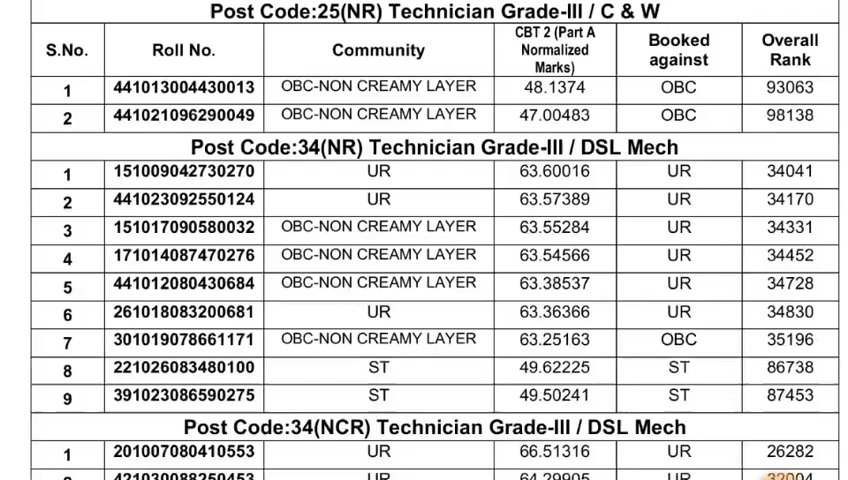 Post Code:25(NR) Technician Grade-III / C & W
S.No. Roll No. Community CBT 2 (Part A Normalized Marks) Booked against Overall Rank
1 441013004430013 OBC-NON CREAMY LAYER 48.1374 OBC 93063
2 441021096290049 OBC-NON CREAMY LAYER 47.00483 OBC 98138
Post Code:34(NR) Technician Grade-III / DSL Mech
1 151009042730270 UR 63.60016 UR 34041
2 441023092550124 UR 63.57389 UR 34170
3 151017090580032 OBC-NON CREAMY LAYER 63.55284 UR 34331
4 171014087470276 OBC-NON CREAMY LAYER 63.54566 UR 34452
5 441012080430684 OBC-NON CREAMY LAYER 63.38537 UR 34728
6 261018083200681 UR 63.36366 UR 34830
7 301019078661171 OBC-NON CREAMY LAYER 63.25163 OBC 35196
8 221026083480100 ST 49.62225 ST 86738
9 391023086590275 ST 49.50241 ST 87453
Post Code:34(NCR) Technician Grade-III / DSL Mech
1 201007080410553 UR 66.51316 UR 26282
421030088250453 UR 64.29905 UR 32004